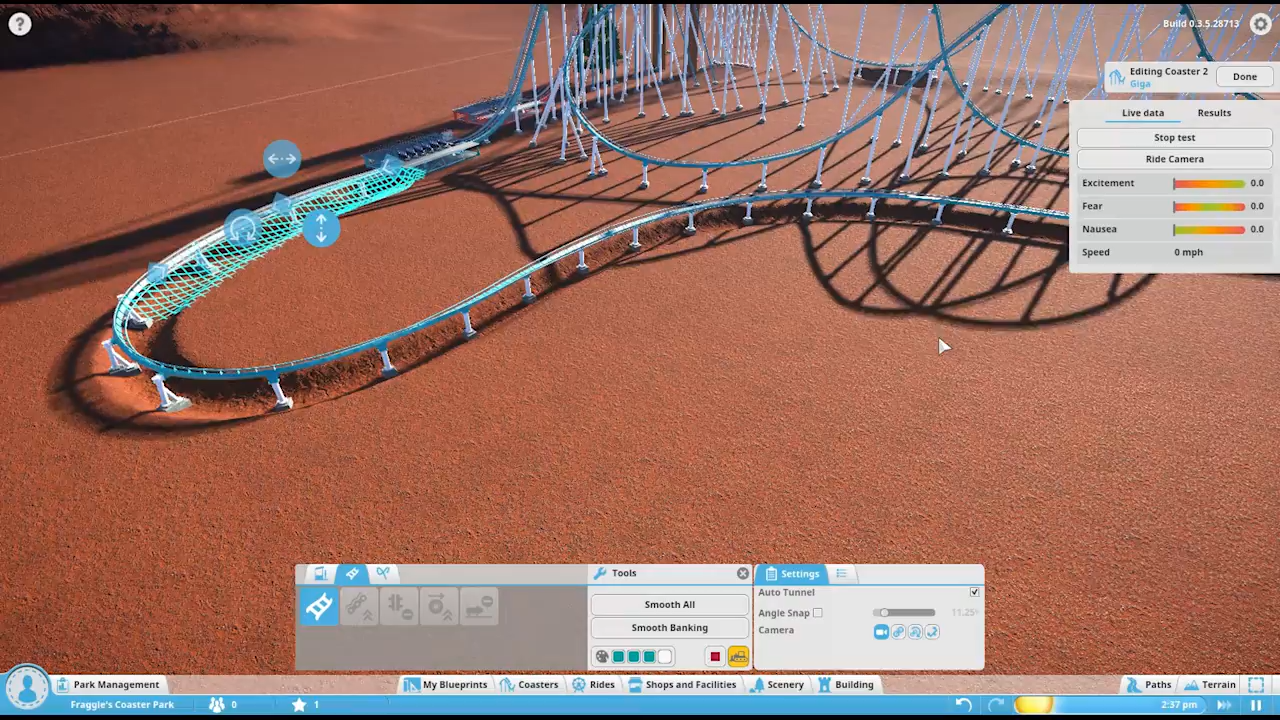 ?
Build 0.3.5.28713
Editing Coaster 2
Giga
Done
Live data Results
Stop test
Ride Camera
Excitement 0.0
Fear 0.0
Nausea 0.0
Speed 0 mph
Tools
Smooth All
Smooth Banking
Settings
Auto Tunnel
Angle Snap 11.25°
Camera
Park Management My Blueprints Coasters Rides Shops and Facilities Scenery Building Paths Terrain
Fraggle's Coaster Park 0 1 2:37 pm